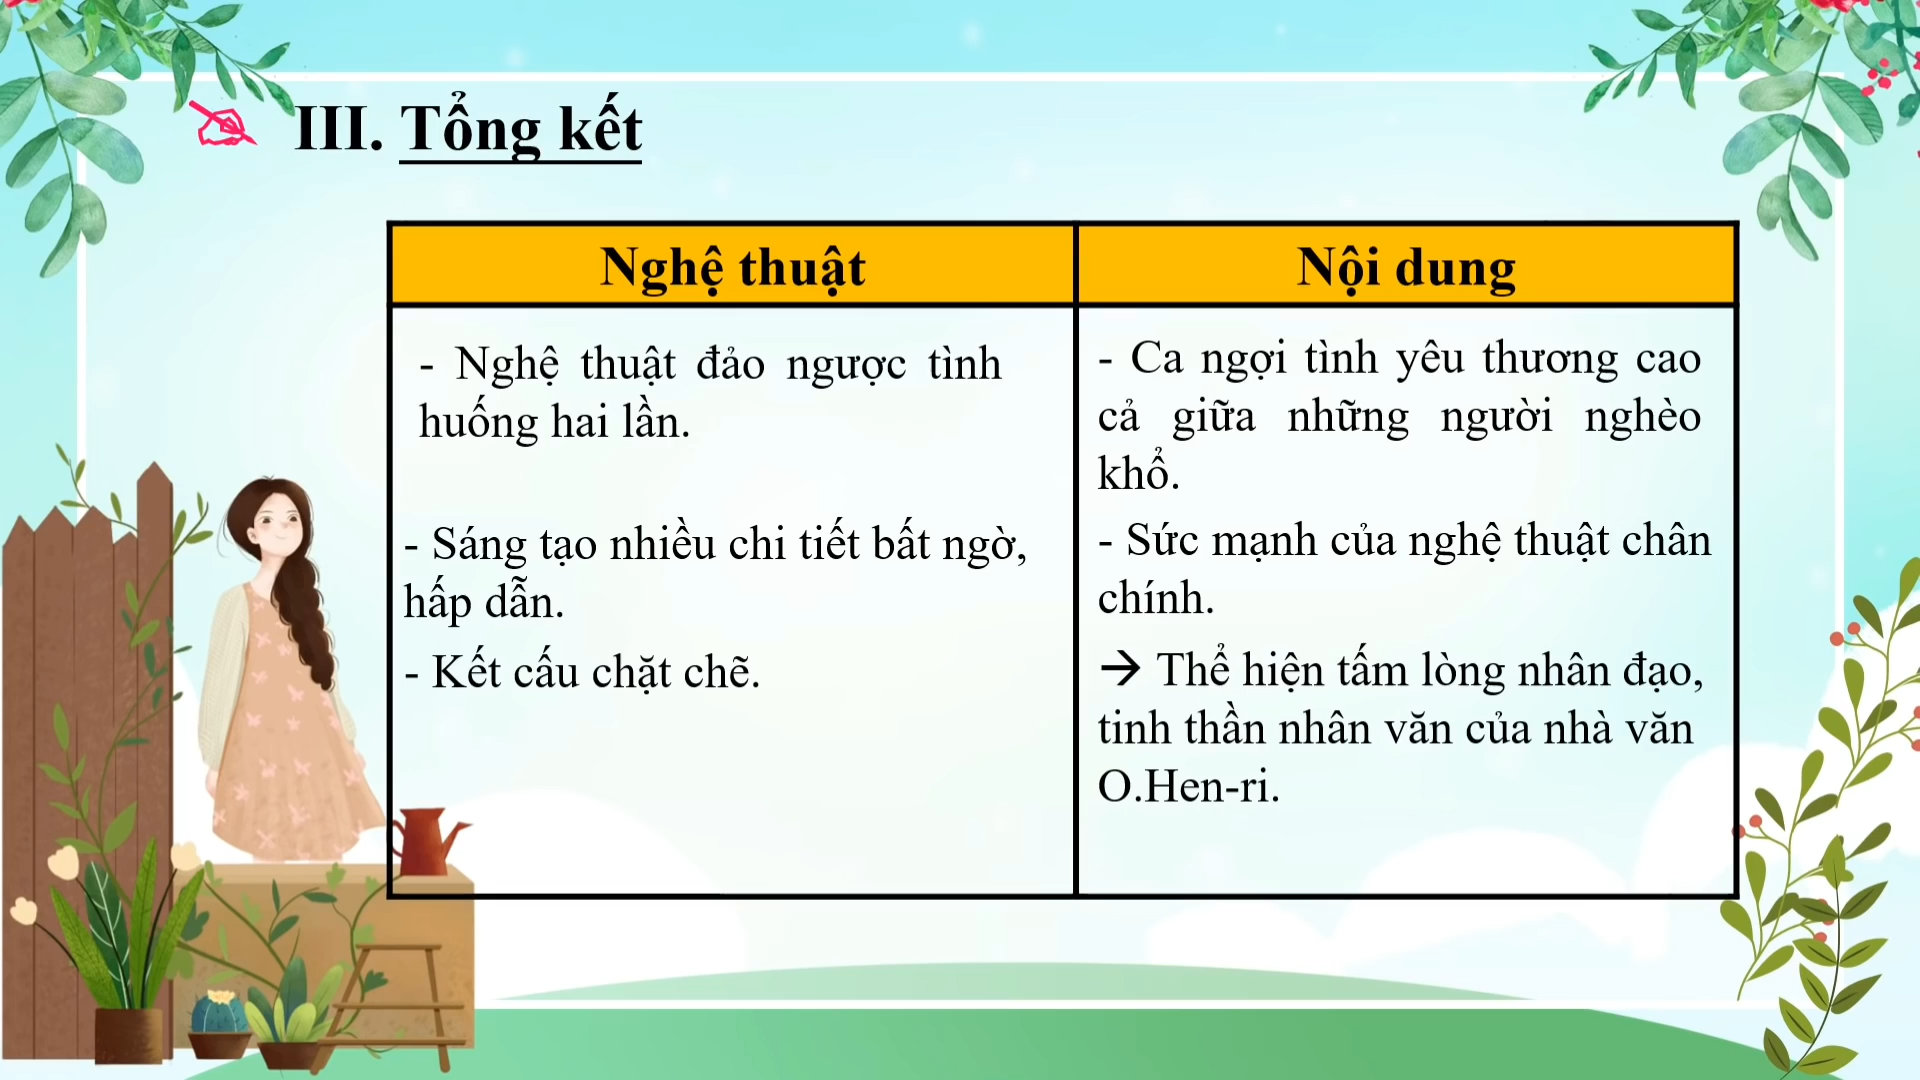 III. Tổng kết
Nghệ thuật
- Nghệ thuật đảo ngược tình
huống hai lần.
- Sáng tạo nhiều chi tiết bất ngờ,
hấp dẫn.
- Kết cấu chặt chẽ.
Nội dung
- Ca ngợi tình yêu thương cao
cả giữa những người nghèo
khổ.
- Sức mạnh của nghệ thuật chân
chính.
→ Thể hiện tấm lòng nhân đạo,
tinh thần nhân văn của nhà văn
O.Hen-ri.